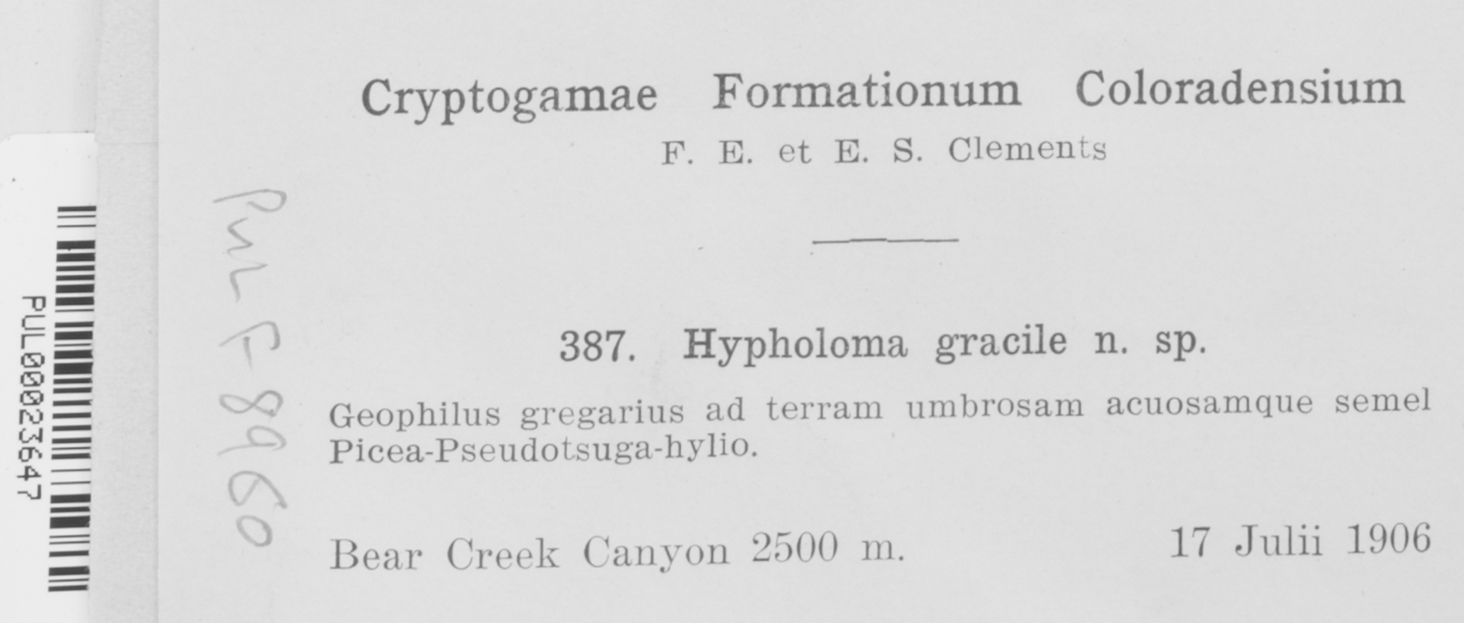 Cryptogamae Formationum Coloradensium
F. E. et E. S. Clements
387. Hypholoma gracile n. sp.
Geophilus gregarius ad terram umbrosam acuosamque semel
Picea-Pseudotsuga-hylio.
Bear Creek Canyon 2500 m.
17 Julii 1906
PUL F 8960
PUL00023647